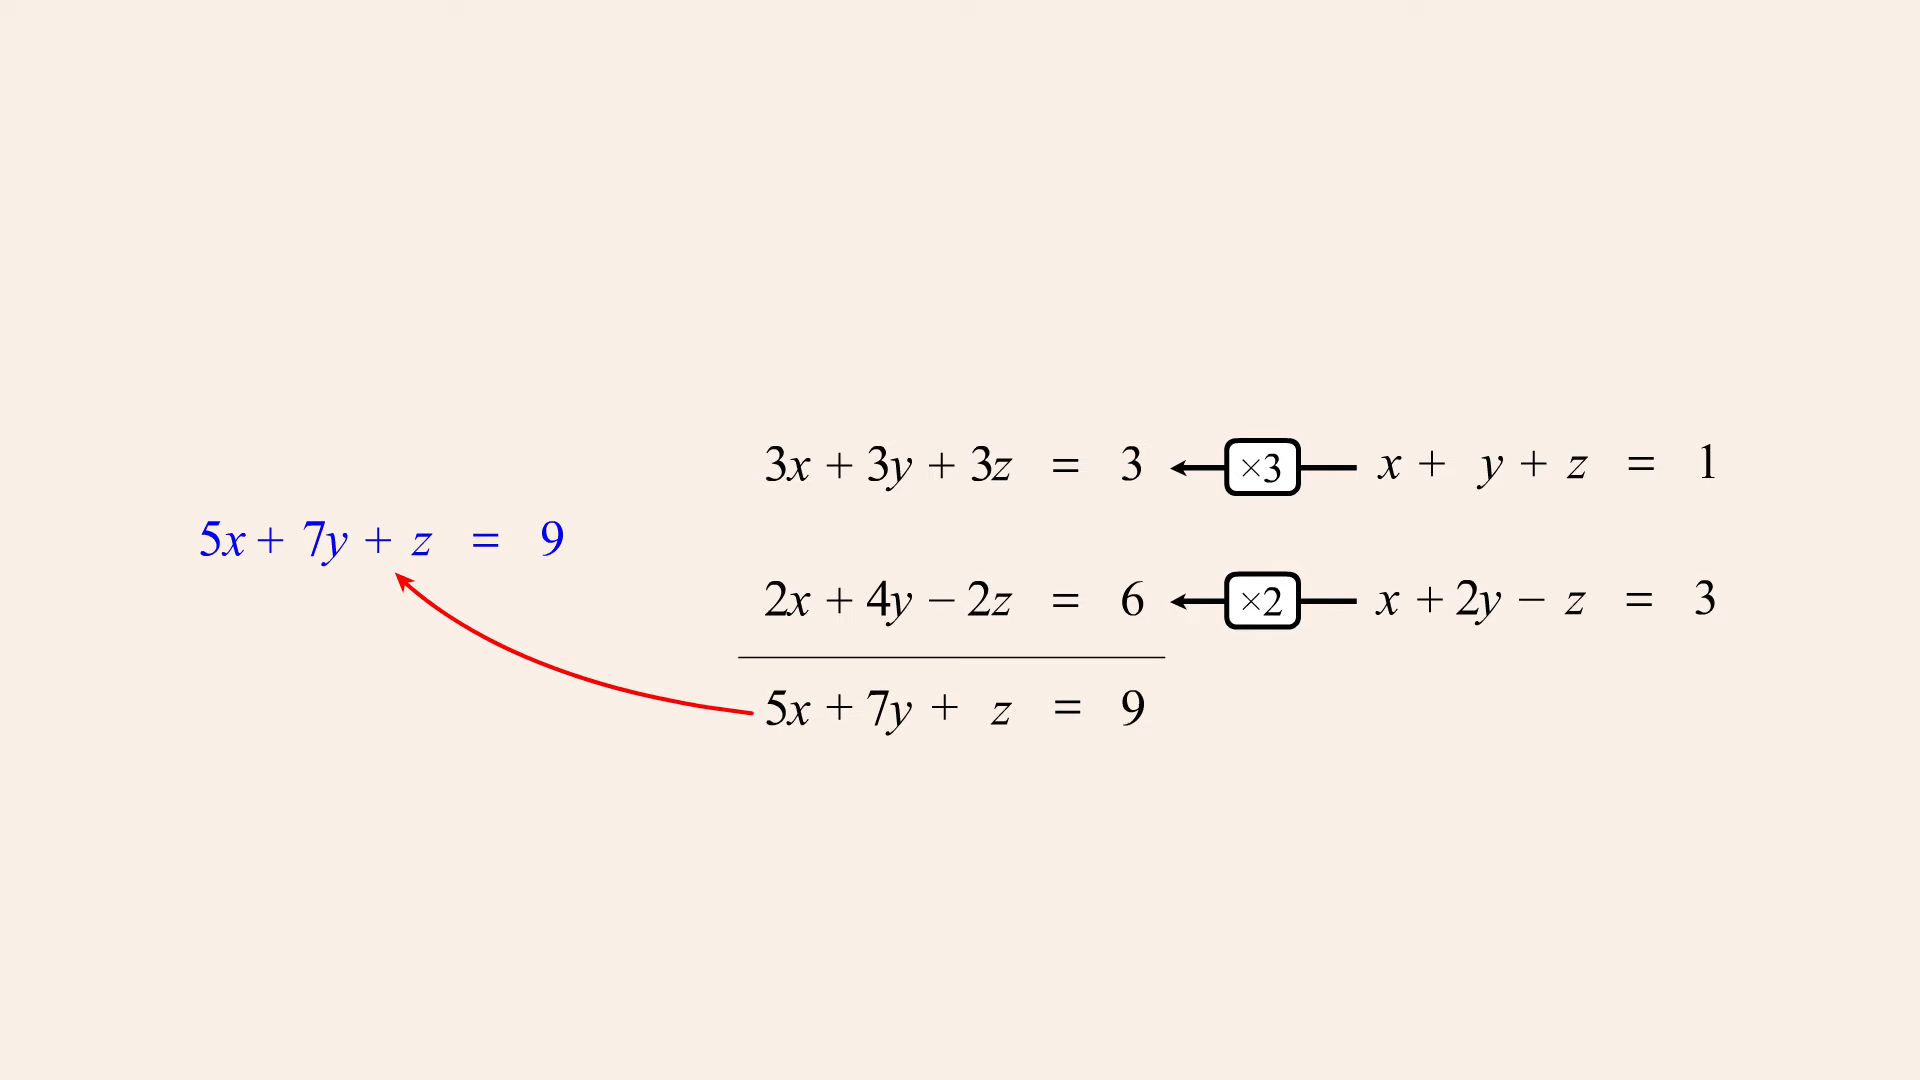 3x + 3y + 3z = 3 ×3 x + y + z = 1
5x + 7y + z = 9
2x + 4y − 2z = 6 ×2 x + 2y − z = 3
5x + 7y + z = 9